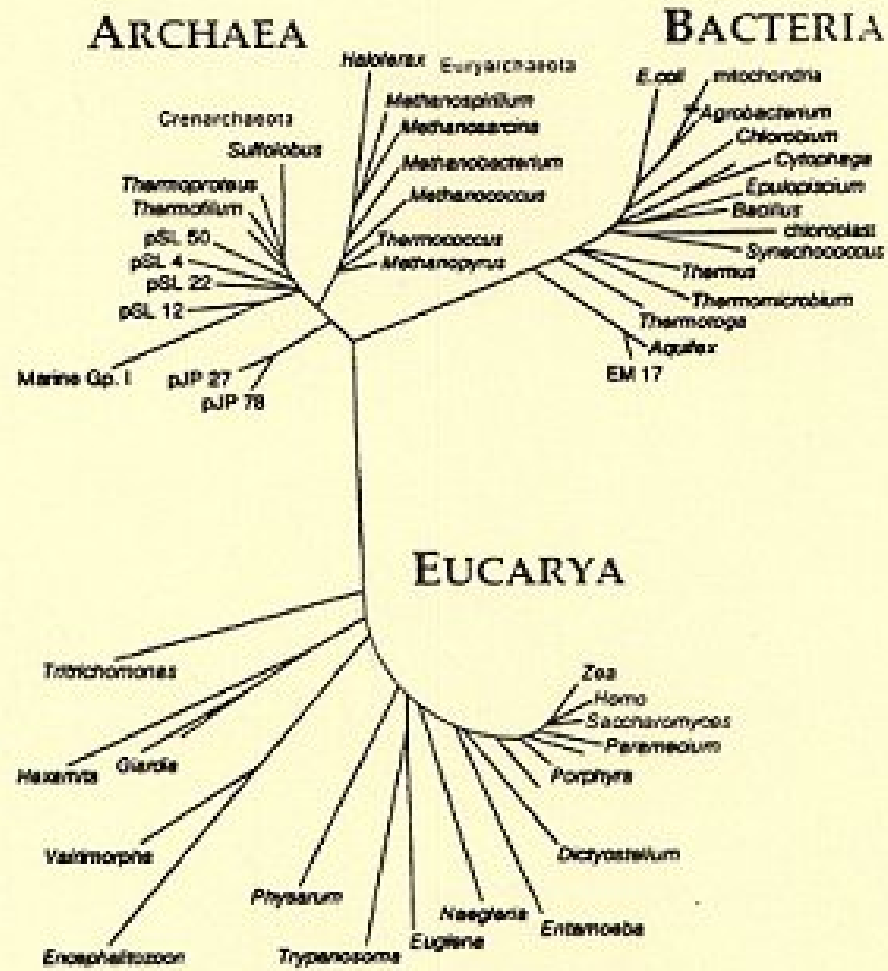 ARCHAEA
BACTERIA
Haloferax
Euryarchaeota
E.coli
mitochondria
Methanospirillum
Agrobacterium
Crenarchaeota
Methanosarcina
Chlorobium
Sulfolobus
Methanobacterium
Cytophaga
Thermoproteus
Methanococcus
Epulopiscium
Thermofilum
Bacillus
chloroplast
pSL 50
Thermococcus
Synechococcus
pSL 4
Methanopyrus
Thermus
pSL 22
Thermomicrobium
pSL 12
Thermotoga
Aquifex
Marine Gp. I
pJP 27
EM 17
pJP 78
EUCARYA
Tritrichomonas
Zea
Homo
Saccharomyces
Paramecium
Hexamita
Giardia
Porphyra
Vairimorpha
Dictyostelium
Physarum
Naegleria
Entamoeba
Euglena
Encephalitozoon
Trypanosoma